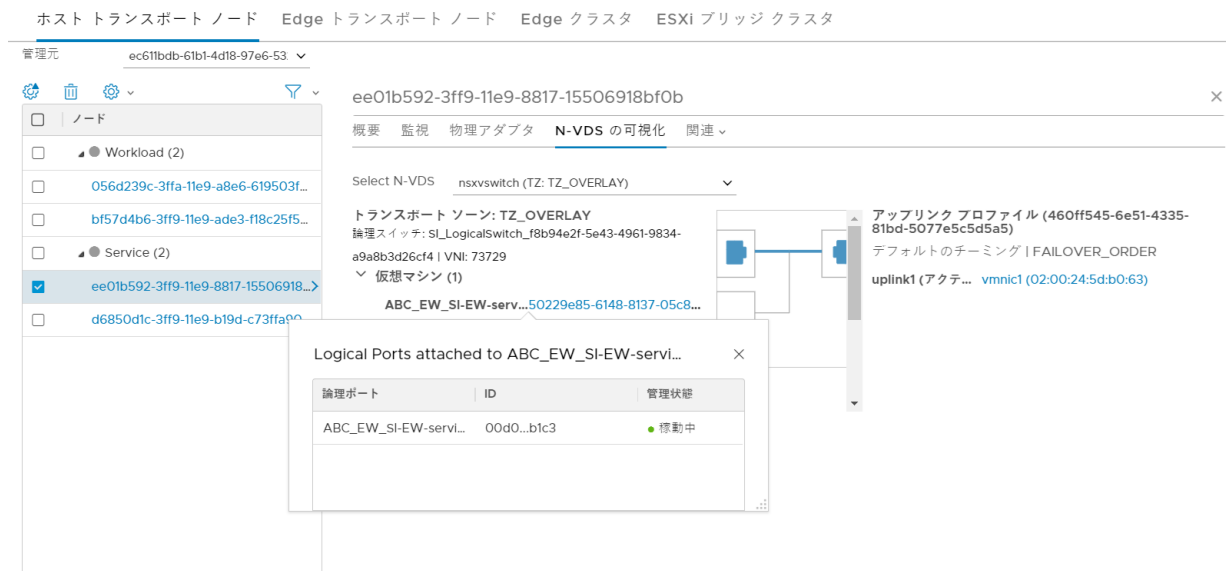 ホスト トランスポート ノード Edge トランスポート ノード Edge クラスタ ESXi ブリッジ クラスタ
管理元 ec611bdb-61b1-4d18-97e6-53.
ノード
Workload (2)
056d239c-3ffa-11e9-a8e6-619503f...
bf57d4b6-3ff9-11e9-ade3-f18c25f5...
Service (2)
ee01b592-3ff9-11e9-8817-15506918...
d6850d1c-3ff9-11e9-b19d-c73ffa90
ee01b592-3ff9-11e9-8817-15506918bf0b
概要 監視 物理アダプタ N-VDS の可視化 関連
Select N-VDS nsxvswitch (TZ: TZ_OVERLAY)
トランスポート ゾーン: TZ_OVERLAY
論理スイッチ: SI_LogicalSwitch_f8b94e2f-5e43-4961-9834-
a9a8b3d26cf4 | VNI: 73729
仮想マシン (1)
ABC_EW_SI-EW-serv...50229e85-6148-8137-05c8...
アップリンク プロファイル (460ff545-6e51-4335-
81bd-5077e5c5d5a5)
デフォルトのチーミング | FAILOVER_ORDER
uplink1 (アクテ... vmnic1 (02:00:24:5d:b0:63)
Logical Ports attached to ABC_EW_SI-EW-servi...
論理ポート ID 管理状態
ABC_EW_SI-EW-servi... 00d0...b1c3 稼動中